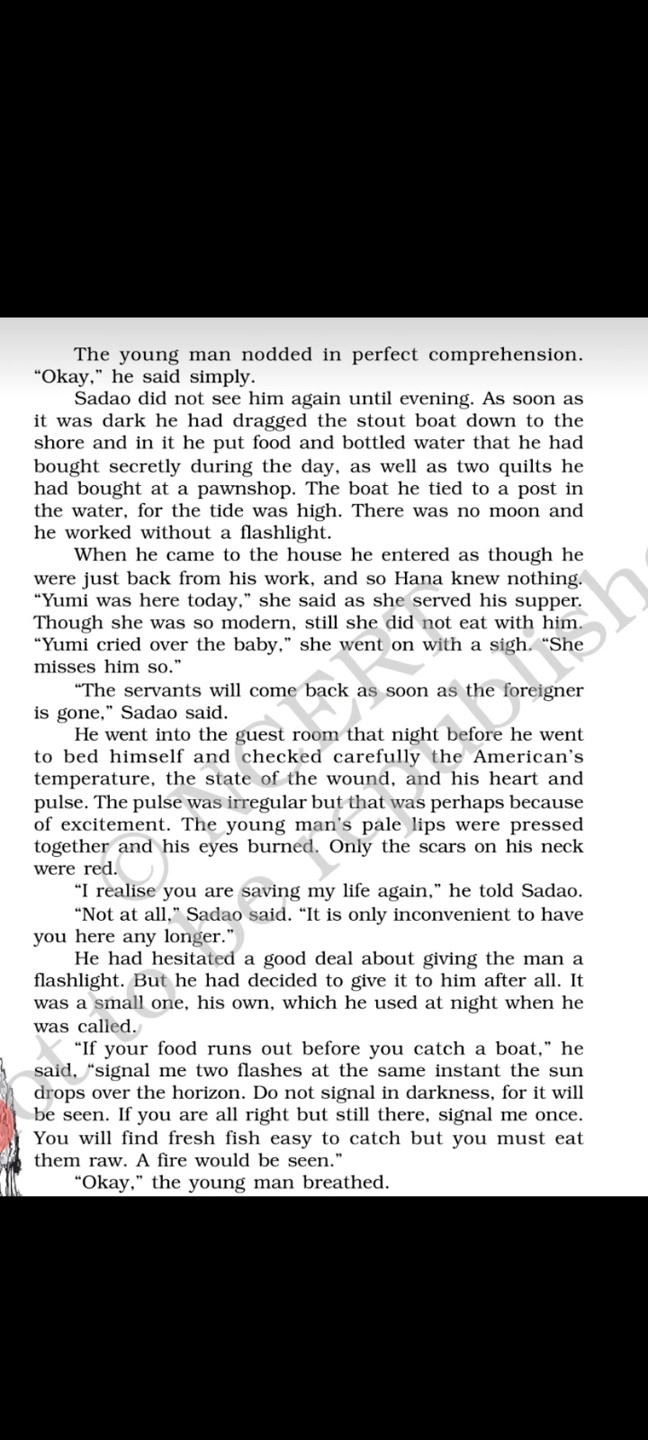 The young man nodded in perfect comprehension.
“Okay,” he said simply.
Sadao did not see him again until evening. As soon as
it was dark he had dragged the stout boat down to the
shore and in it he put food and bottled water that he had
bought secretly during the day, as well as two quilts he
had bought at a pawnshop. The boat he tied to a post in
the water, for the tide was high. There was no moon and
he worked without a flashlight.
When he came to the house he entered as though he
were just back from his work, and so Hana knew nothing.
“Yumi was here today,” she said as she served his supper.
Though she was so modern, still she did not eat with him.
“Yumi cried over the baby,” she went on with a sigh. “She
misses him so.”
“The servants will come back as soon as the foreigner
is gone,” Sadao said.
He went into the guest room that night before he went
to bed himself and checked carefully the American’s
temperature, the state of the wound, and his heart and
pulse. The pulse was irregular but that was perhaps because
of excitement. The young man’s pale lips were pressed
together and his eyes burned. Only the scars on his neck
were red.
“I realise you are saving my life again,” he told Sadao.
“Not at all,” Sadao said. “It is only inconvenient to have
you here any longer.”
He had hesitated a good deal about giving the man a
flashlight. But he had decided to give it to him after all. It
was a small one, his own, which he used at night when he
was called.
“If your food runs out before you catch a boat,” he
said, “signal me two flashes at the same instant the sun
drops over the horizon. Do not signal in darkness, for it will
be seen. If you are all right but still there, signal me once.
You will find fresh fish easy to catch but you must eat
them raw. A fire would be seen.”
“Okay,” the young man breathed.
© NCERT
not to be republishe